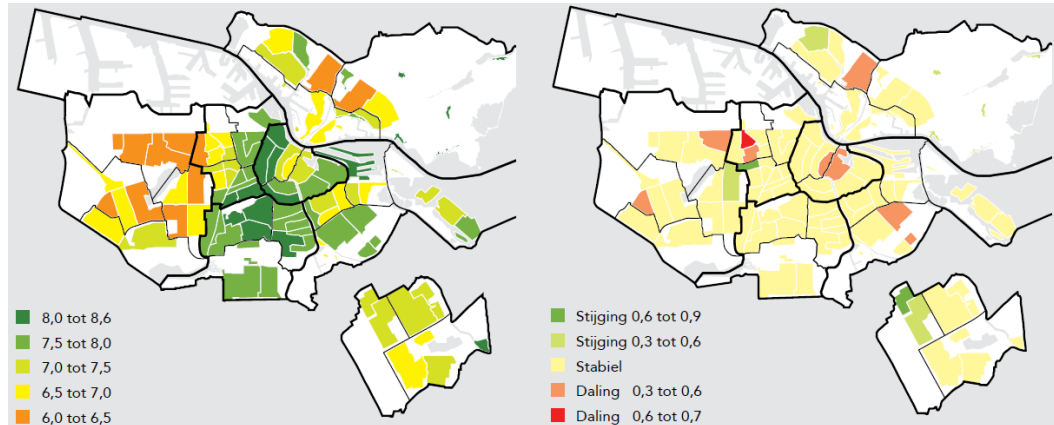 8,0 tot 8,6
7,5 tot 8,0
7,0 tot 7,5
6,5 tot 7,0
6,0 tot 6,5
Stijging 0,6 tot 0,9
Stijging 0,3 tot 0,6
Stabiel
Daling 0,3 tot 0,6
Daling 0,6 tot 0,7